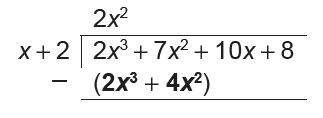 2x²
x + 2 | 2x³ + 7x² + 10x + 8
− (2x³ + 4x²)